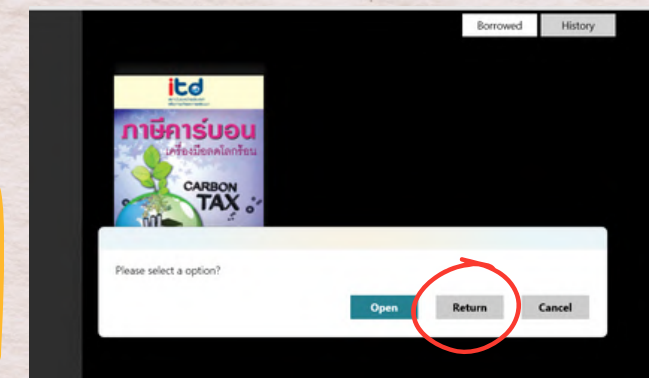 Borrowed History
itd
ภาษีคาร์บอน
เครื่องมือลดโลกร้อน
CARBON
TAX
Please select a option?
Open Return Cancel